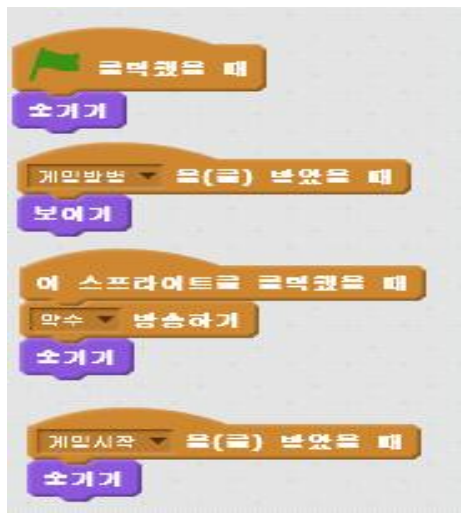 클릭했을 때
숨기기
게임방법 을(를) 받았을 때
보이기
이 스프라이트를 클릭했을 때
악수 방송하기
숨기기
게임시작 을(를) 받았을 때
숨기기